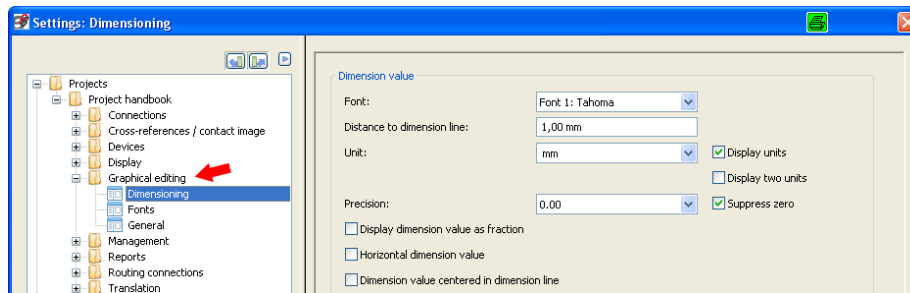 Settings: Dimensioning
Projects
Project handbook
Connections
Cross-references / contact image
Devices
Display
Graphical editing
Dimensioning
Fonts
General
Management
Reports
Routing connections
Translation
Dimension value
Font: Font 1: Tahoma
Distance to dimension line: 1,00 mm
Unit: mm Display units
Display two units
Precision: 0.00 Suppress zero
Display dimension value as fraction
Horizontal dimension value
Dimension value centered in dimension line